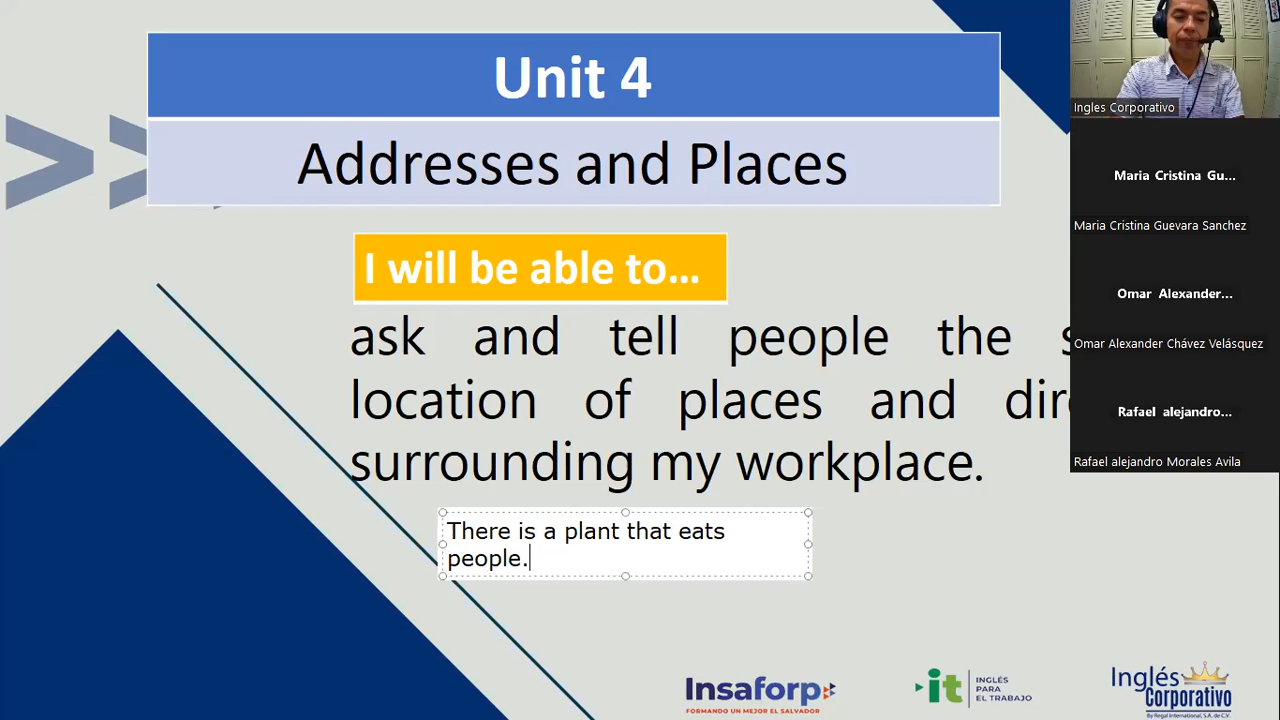 Unit 4
Addresses and Places
I will be able to...
ask and tell people the
location of places and
surrounding my workplace.
There is a plant that eats
people.
Ingles Corporativo
Maria Cristina Gu...
Maria Cristina Guevara Sanchez
Omar Alexander...
Omar Alexander Chávez Velásquez
Rafael alejandro...
Rafael alejandro Morales Avila
Insaforp
FORMANDO UN MEJOR EL SALVADOR
it
INGLÉS
PARA
EL TRABAJO
Inglés
Corporativo
By Regal International, S.A. de C.V.